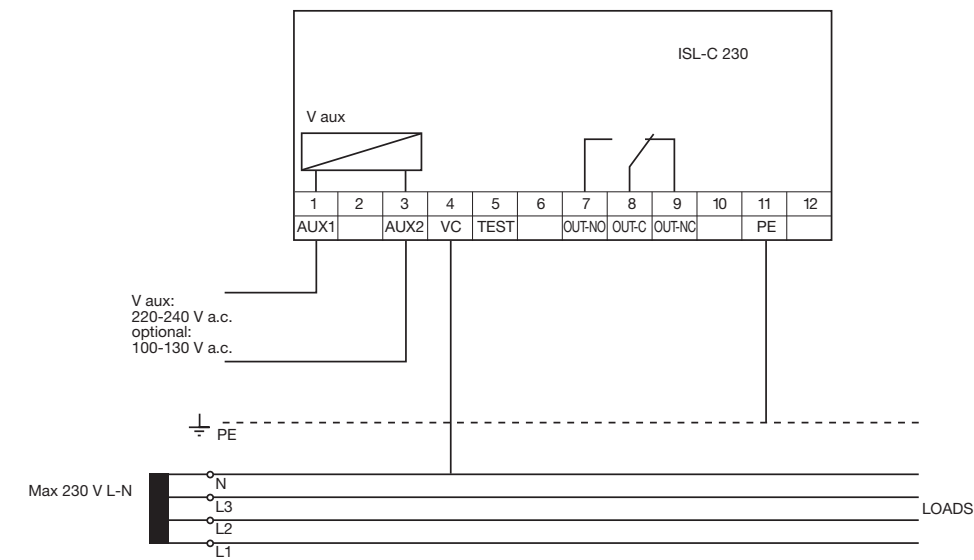 ISL-C 230
V aux
1 2 3 4 5 6 7 8 9 10 11 12
AUX1 AUX2 VC TEST OUT-NO OUT-C OUT-NC PE
V aux:
220-240 V a.c.
optional:
100-130 V a.c.
PE
Max 230 V L-N
N
L3
L2
L1
LOADS